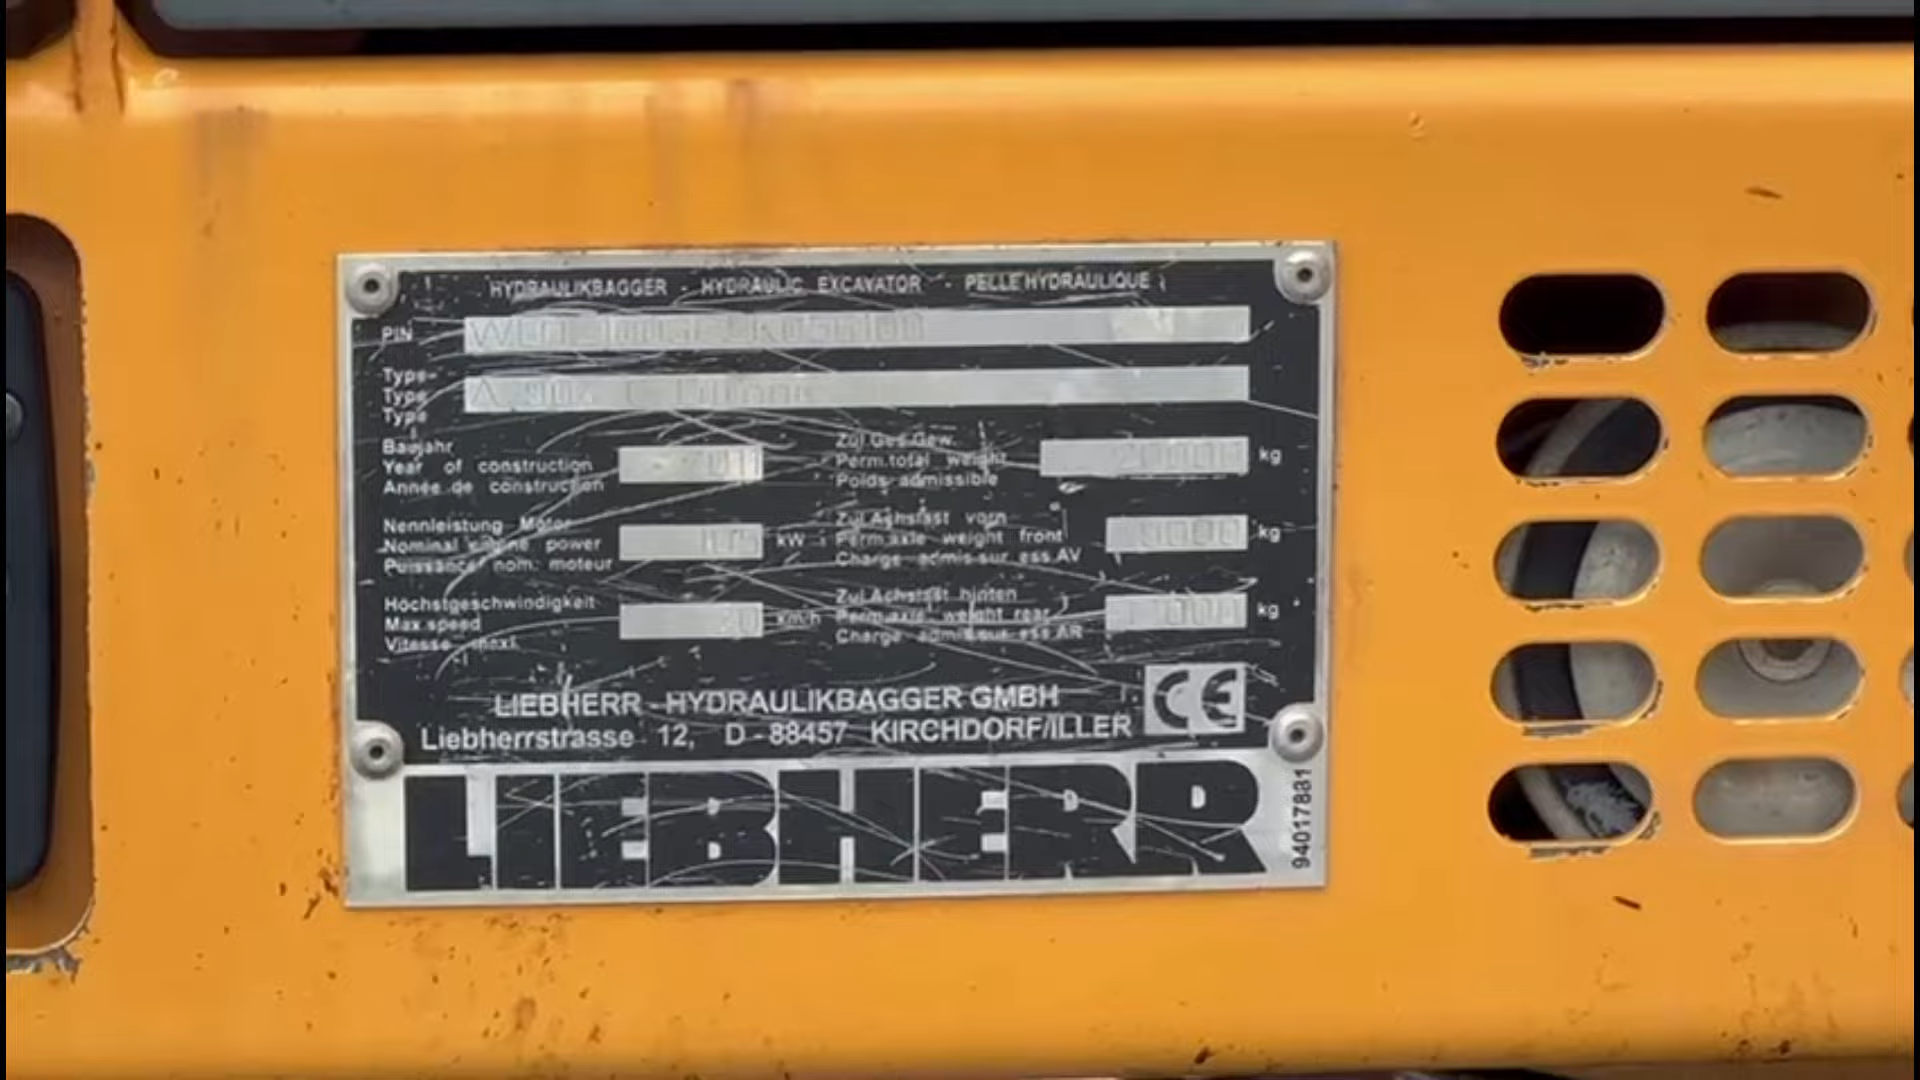 HYDRAULIKBAGGER - HYDRAULIC EXCAVATOR - PELLE HYDRAULIQUE
PIN
Type
Type
Type
Baujahr
Year of construction
Année de construction
Zul.Ges.Gew.
Perm.total weight
Poids admissible
kg
Nennleistung Motor
Nominal engine power
Puissance nom. moteur
kW
Zul.Achslast vorn
Perm.axle weight front
Charge admis.sur ess.AV
kg
Höchstgeschwindigkeit
Max speed
Vitesse maxi.
20 km/h
Zul.Achslast hinten
Perm.axle weight rear
Charge admis.sur ess.AR
kg
LIEBHERR - HYDRAULIKBAGGER GMBH
Liebherrstrasse 12, D - 88457 KIRCHDORF/ILLER
CE
LIEBHERR
94017881